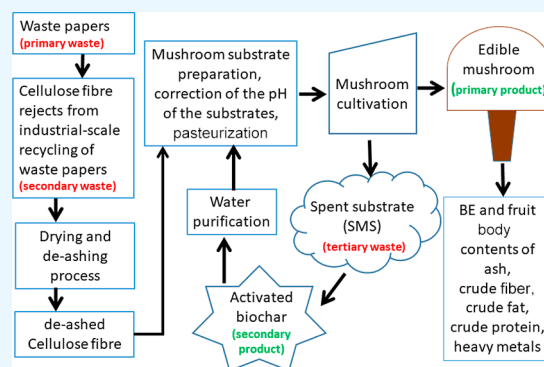 Waste papers
(primary waste)
Cellulose fibre
rejects from
industrial-scale
recycling of
waste papers
(secondary waste)
Drying and
de-ashing
process
de-ashed
Cellulose fibre
Mushroom substrate
preparation,
correction of the pH
of the substrates,
pasteurization
Water
purification
Mushroom
cultivation
Spent substrate
(SMS)
(tertiary waste)
Activated
biochar
(secondary
product)
Edible
mushroom
(primary product)
BE and fruit
body
contents of
ash,
crude fiber,
crude fat,
crude protein,
heavy metals